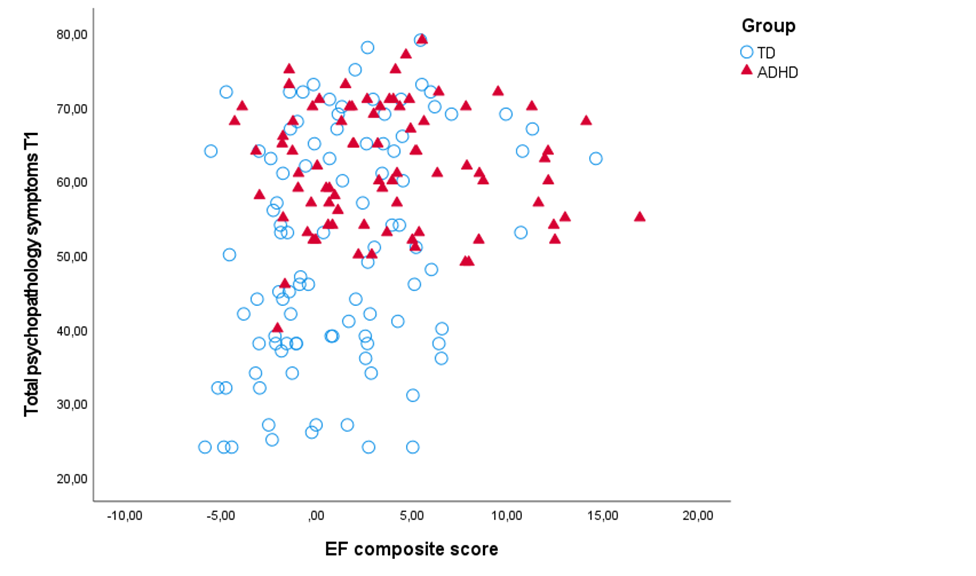 80,00
70,00
60,00
50,00
40,00
30,00
20,00
Total psychopathology symptoms T1
-10,00 -5,00 ,00 5,00 10,00 15,00 20,00
EF composite score
Group
TD
ADHD